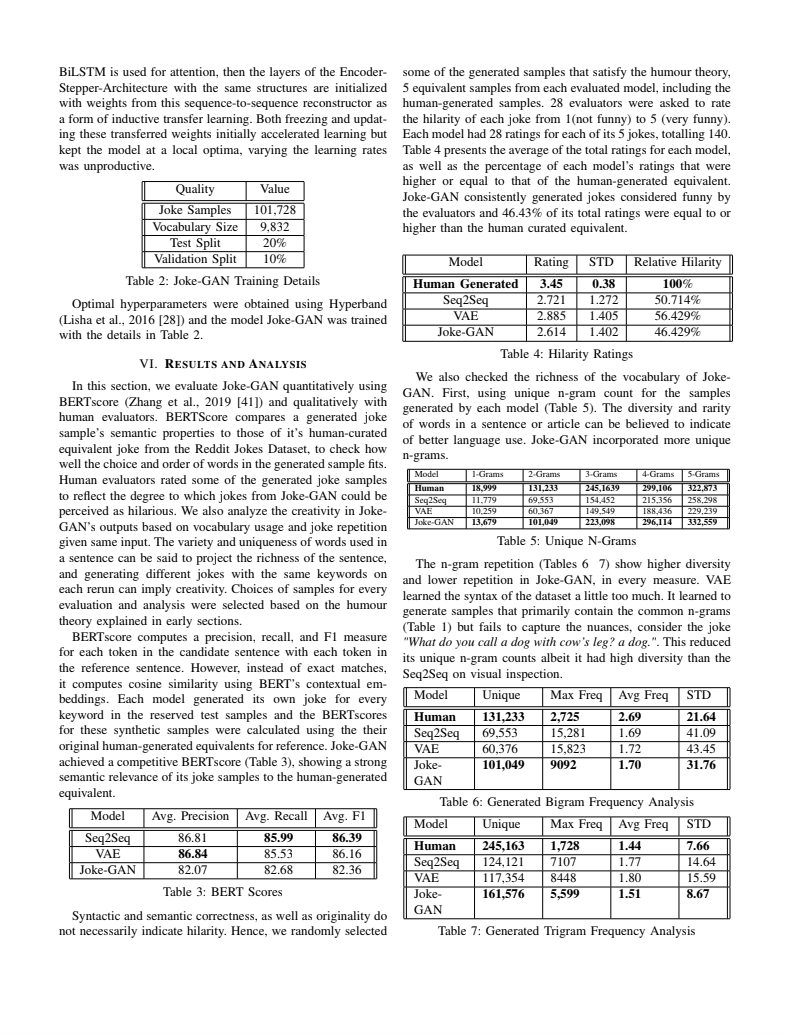 BiLSTM is used for attention, then the layers of the Encoder-
Stepper-Architecture with the same structures are initialized
with weights from this sequence-to-sequence reconstructor as
a form of inductive transfer learning. Both freezing and updat-
ing these transferred weights initially accelerated learning but
kept the model at a local optima, varying the learning rates
was unproductive.
Quality Value
Joke Samples 101,728
Vocabulary Size 9,832
Test Split 20%
Validation Split 10%
Table 2: Joke-GAN Training Details
Optimal hyperparameters were obtained using Hyperband
(Lisha et al., 2016 [28]) and the model Joke-GAN was trained
with the details in Table 2.
VI. RESULTS AND ANALYSIS
In this section, we evaluate Joke-GAN quantitatively using
BERTscore (Zhang et al., 2019 [41]) and qualitatively with
human evaluators. BERTScore compares a generated joke
sample's semantic properties to those of it's human-curated
equivalent joke from the Reddit Jokes Dataset, to check how
well the choice and order of words in the generated sample fits.
Human evaluators rated some of the generated joke samples
to reflect the degree to which jokes from Joke-GAN could be
perceived as hilarious. We also analyze the creativity in Joke-
GAN's outputs based on vocabulary usage and joke repetition
given same input. The variety and uniqueness of words used in
a sentence can be said to project the richness of the sentence,
and generating different jokes with the same keywords on
each rerun can imply creativity. Choices of samples for every
evaluation and analysis were selected based on the humour
theory explained in early sections.
BERTscore computes a precision, recall, and F1 measure
for each token in the candidate sentence with each token in
the reference sentence. However, instead of exact matches,
it computes cosine similarity using BERT's contextual em-
beddings. Each model generated its own joke for every
keyword in the reserved test samples and the BERTscores
for these synthetic samples were calculated using the their
original human-generated equivalents for reference. Joke-GAN
achieved a competitive BERTscore (Table 3), showing a strong
semantic relevance of its joke samples to the human-generated
equivalent.
Model Avg. Precision Avg. Recall Avg. F1
Seq2Seq 86.81 85.99 86.39
VAE 86.84 85.53 86.16
Joke-GAN 82.07 82.68 82.36
Table 3: BERT Scores
Syntactic and semantic correctness, as well as originality do
not necessarily indicate hilarity. Hence, we randomly selected
some of the generated samples that satisfy the humour theory,
5 equivalent samples from each evaluated model, including the
human-generated samples. 28 evaluators were asked to rate
the hilarity of each joke from 1(not funny) to 5 (very funny).
Each model had 28 ratings for each of its 5 jokes, totalling 140.
Table 4 presents the average of the total ratings for each model,
as well as the percentage of each model's ratings that were
higher or equal to that of the human-generated equivalent.
Joke-GAN consistently generated jokes considered funny by
the evaluators and 46.43% of its total ratings were equal to or
higher than the human curated equivalent.
Model Rating STD Relative Hilarity
Human Generated 3.45 0.38 100%
Seq2Seq 2.721 1.272 50.714%
VAE 2.885 1.405 56.429%
Joke-GAN 2.614 1.402 46.429%
Table 4: Hilarity Ratings
We also checked the richness of the vocabulary of Joke-
GAN. First, using unique n-gram count for the samples
generated by each model (Table 5). The diversity and rarity
of words in a sentence or article can be believed to indicate
of better language use. Joke-GAN incorporated more unique
n-grams.
Model 1-Grams 2-Grams 3-Grams 4-Grams 5-Grams
Human 18,999 131,233 245,1639 299,106 322,873
Seq2Seq 11,779 69,553 154,452 215,356 258,298
VAE 10,259 60,367 149,549 188,436 229,239
Joke-GAN 13,679 101,049 223,098 296,114 332,559
Table 5: Unique N-Grams
The n-gram repetition (Tables 6 7) show higher diversity
and lower repetition in Joke-GAN, in every measure. VAE
learned the syntax of the dataset a little too much. It learned to
generate samples that primarily contain the common n-grams
(Table 1) but fails to capture the nuances, consider the joke
"What do you call a dog with cow's leg? a dog.". This reduced
its unique n-gram counts albeit it had high diversity than the
Seq2Seq on visual inspection.
Model Unique Max Freq Avg Freq STD
Human 131,233 2,725 2.69 21.64
Seq2Seq 69,553 15,281 1.69 41.09
VAE 60,376 15,823 1.72 43.45
Joke- 101,049 9092 1.70 31.76
GAN
Table 6: Generated Bigram Frequency Analysis
Model Unique Max Freq Avg Freq STD
Human 245,163 1,728 1.44 7.66
Seq2Seq 124,121 7107 1.77 14.64
VAE 117,354 8448 1.80 15.59
Joke- 161,576 5,599 1.51 8.67
GAN
Table 7: Generated Trigram Frequency Analysis